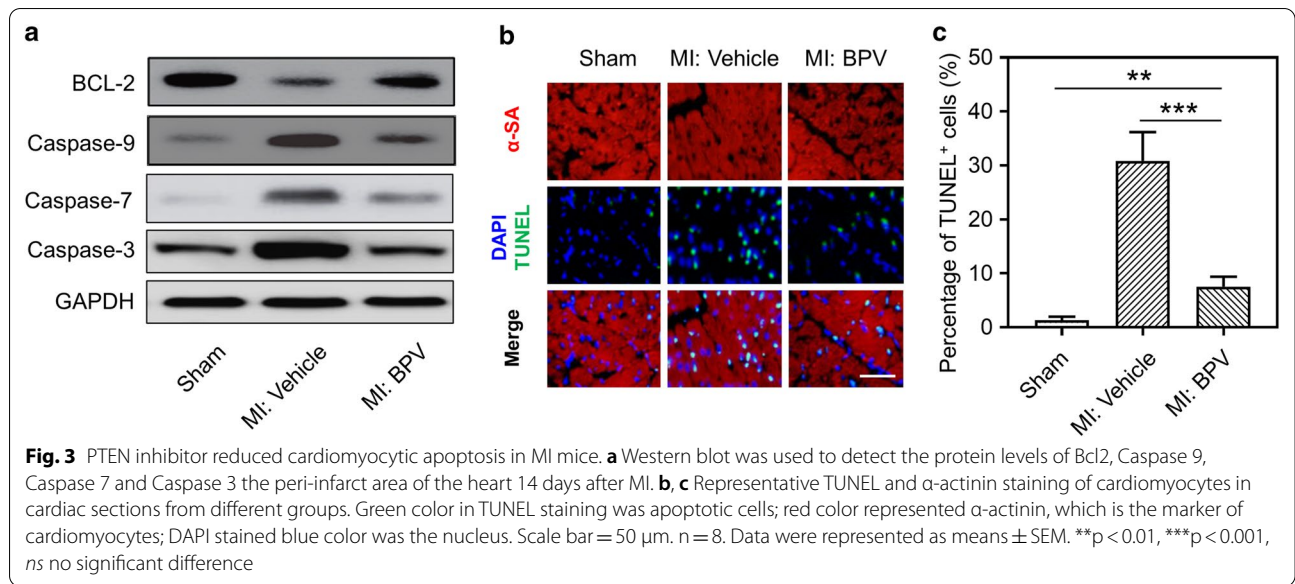 a
BCL-2
Caspase-9
Caspase-7
Caspase-3
GAPDH
Sham
MI: Vehicle
MI: BPV
b
Sham MI: Vehicle MI: BPV
α-SA
DAPI
TUNEL
Merge
c
Percentage of TUNEL⁺ cells (%)
50
40
30
20
10
0
**
***
Sham
MI: Vehicle
MI: BPV
Fig. 3 PTEN inhibitor reduced cardiomyocytic apoptosis in MI mice. a Western blot was used to detect the protein levels of Bcl2, Caspase 9,
Caspase 7 and Caspase 3 the peri-infarct area of the heart 14 days after MI. b, c Representative TUNEL and α-actinin staining of cardiomyocytes in
cardiac sections from different groups. Green color in TUNEL staining was apoptotic cells; red color represented α-actinin, which is the marker of
cardiomyocytes; DAPI stained blue color was the nucleus. Scale bar = 50 μm. n = 8. Data were represented as means ± SEM. **p < 0.01, ***p < 0.001,
ns no significant difference